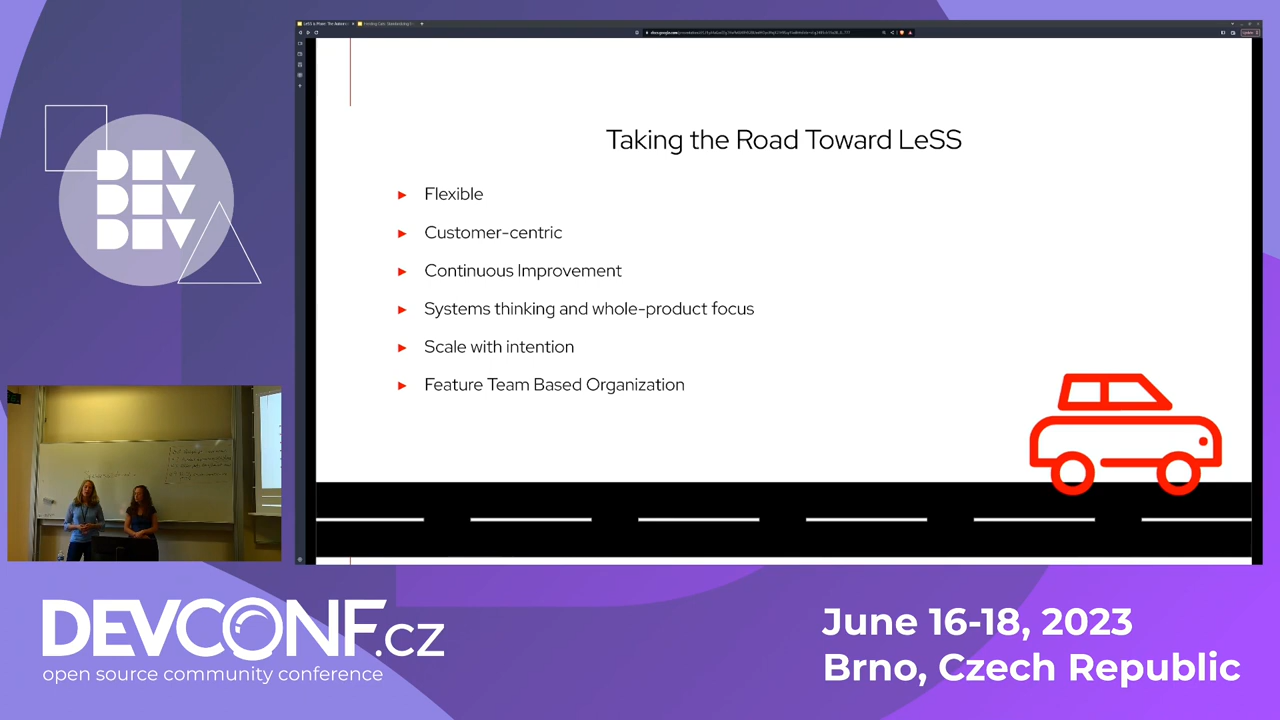 DEV
DEV
DEV
Taking the Road Toward LeSS
Flexible
Customer-centric
Continuous Improvement
Systems thinking and whole-product focus
Scale with intention
Feature Team Based Organization
DEVCONF.cz
open source community conference
June 16-18, 2023
Brno, Czech Republic